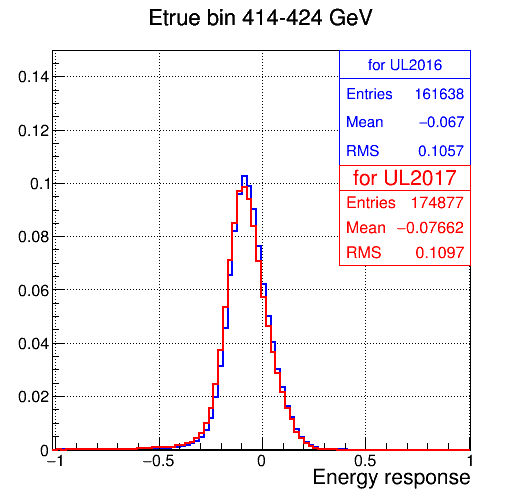 Etrue bin 414-424 GeV
for UL2016
Entries 161638
Mean −0.067
RMS 0.1057
for UL2017
Entries 174877
Mean −0.07662
RMS 0.1097
0.14
0.12
0.1
0.08
0.06
0.04
0.02
0
−1 −0.5 0 0.5 1
Energy response